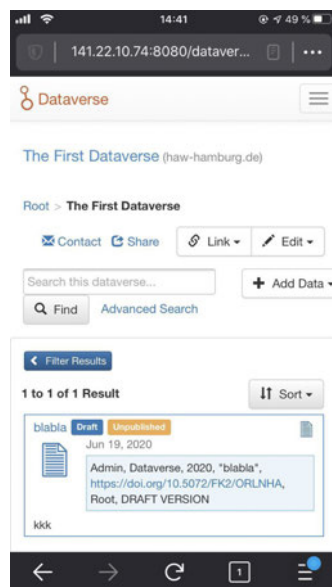 14:41
49 %
141.22.10.74:8080/dataver...
Dataverse
The First Dataverse (haw-hamburg.de)
Root > The First Dataverse
Contact Share Link Edit
Search this dataverse... Add Data
Find Advanced Search
Filter Results
1 to 1 of 1 Result Sort
blabla Draft Unpublished
Jun 19, 2020
Admin, Dataverse, 2020, "blabla",
https://doi.org/10.5072/FK2/ORLNHA,
Root, DRAFT VERSION
kkk
1